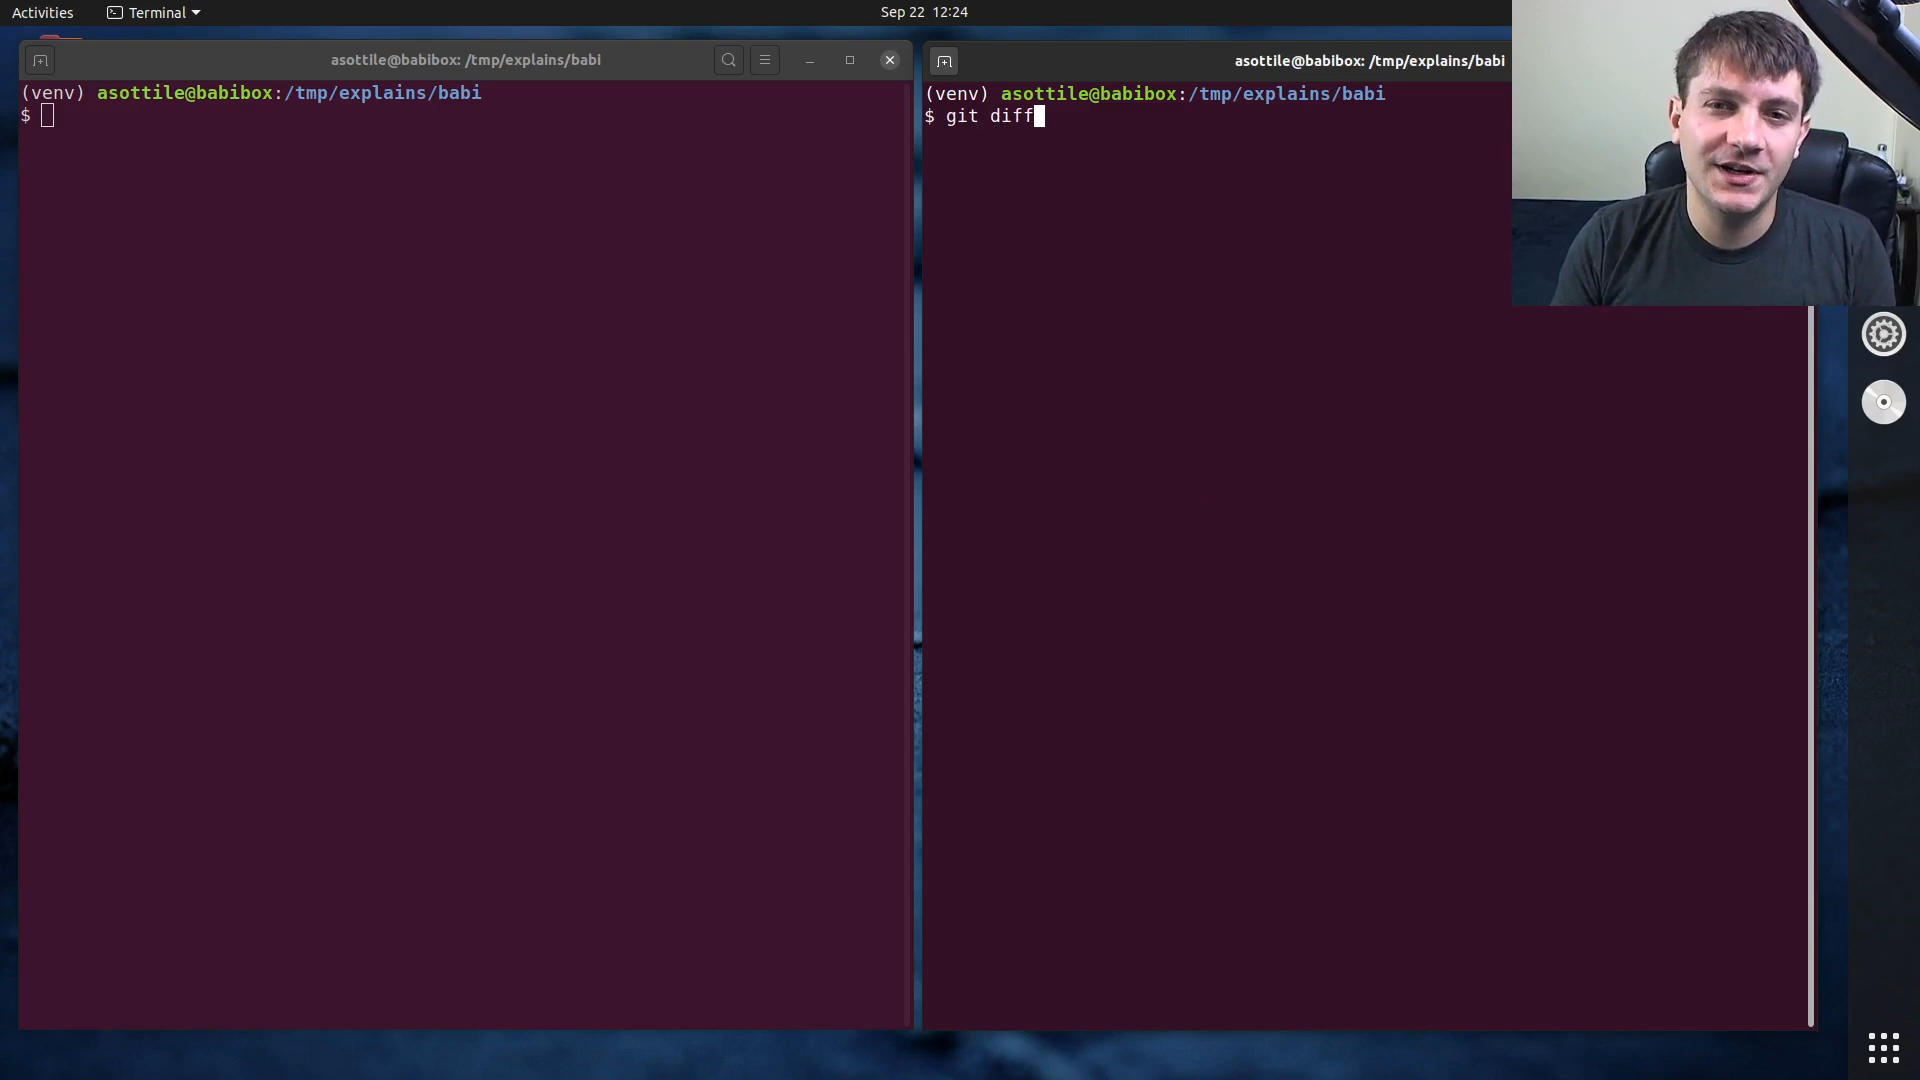 Activities
Terminal
Sep 22 12:24
asottile@babibox: /tmp/explains/babi
(venv) asottile@babibox:/tmp/explains/babi
$
asottile@babibox: /tmp/explains/babi
(venv) asottile@babibox:/tmp/explains/babi
$ git diff